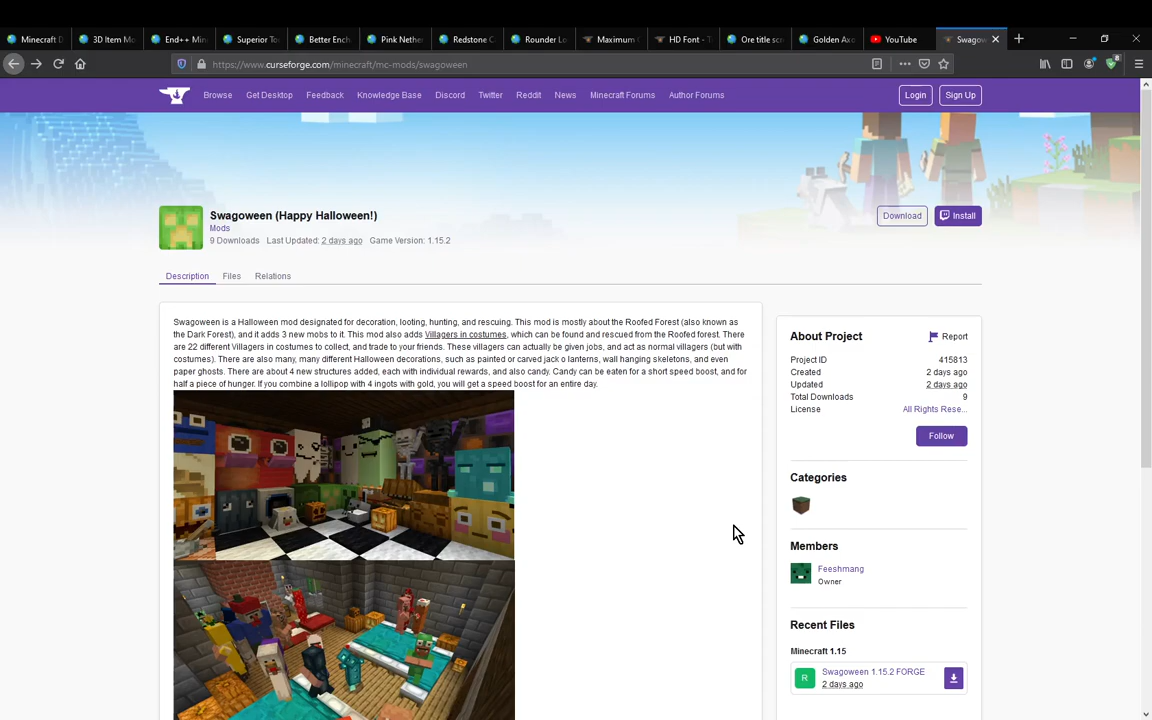 Minecraft D
3D Item Mo
End++ Min
Superior To
Better Ench
Pink Nether
Redstone C
Rounder Lo
Maximum C
HD Font - T
Ore title scr
Golden Axo
YouTube
Swagow
https://www.curseforge.com/minecraft/mc-mods/swagoween
8
Browse Get Desktop Feedback Knowledge Base Discord Twitter Reddit News Minecraft Forums Author Forums
Login Sign Up
Swagoween (Happy Halloween!)
Mods
9 Downloads Last Updated: 2 days ago Game Version: 1.15.2
Download Install
Description Files Relations
Swagoween is a Halloween mod designated for decoration, looting, hunting, and rescuing. This mod is mostly about the Roofed Forest (also known as
the Dark Forest), and it adds 3 new mobs to it. This mod also adds Villagers in costumes, which can be found and rescued from the Roofed forest. There
are 22 different Villagers in costumes to collect, and trade to your friends. These villagers can actually be given jobs, and act as normal villagers (but with
costumes). There are also many, many different Halloween decorations, such as painted or carved jack o lanterns, wall hanging skeletons, and even
paper ghosts. There are about 4 new structures added, each with individual rewards, and also candy. Candy can be eaten for a short speed boost, and for
half a piece of hunger. If you combine a lollipop with 4 ingots with gold, you will get a speed boost for an entire day.
About Project
Report
Project ID 415813
Created 2 days ago
Updated 2 days ago
Total Downloads 9
License All Rights Rese...
Follow
Categories
Members
Feeshmang
Owner
Recent Files
Minecraft 1.15
R Swagoween 1.15.2 FORGE
2 days ago